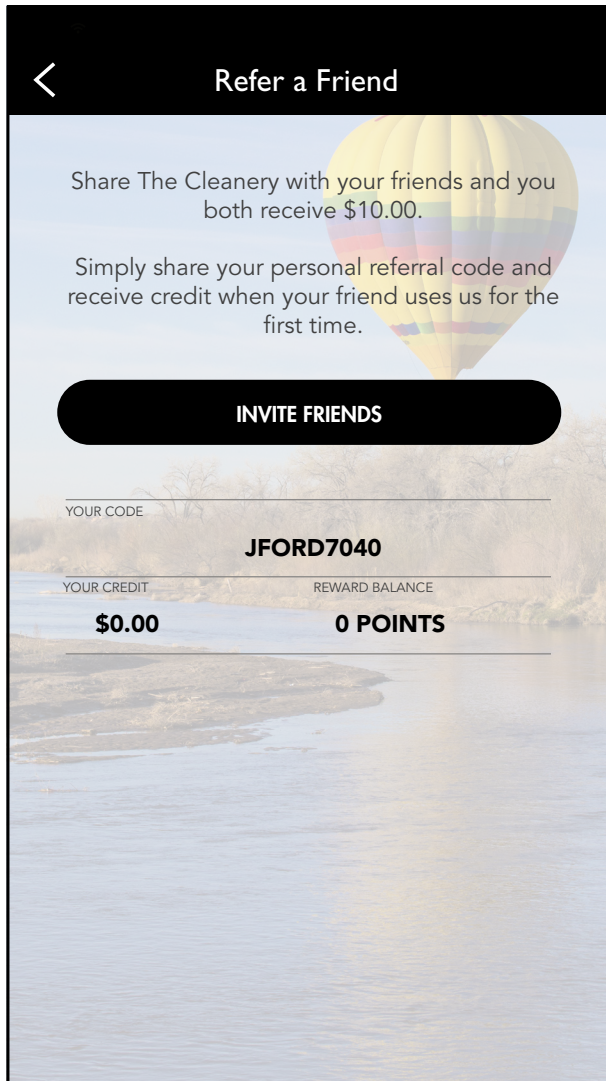 Refer a Friend
Share The Cleanery with your friends and you
both receive $10.00.
Simply share your personal referral code and
receive credit when your friend uses us for the
first time.
INVITE FRIENDS
YOUR CODE
JFORD7040
YOUR CREDIT REWARD BALANCE
$0.00 0 POINTS